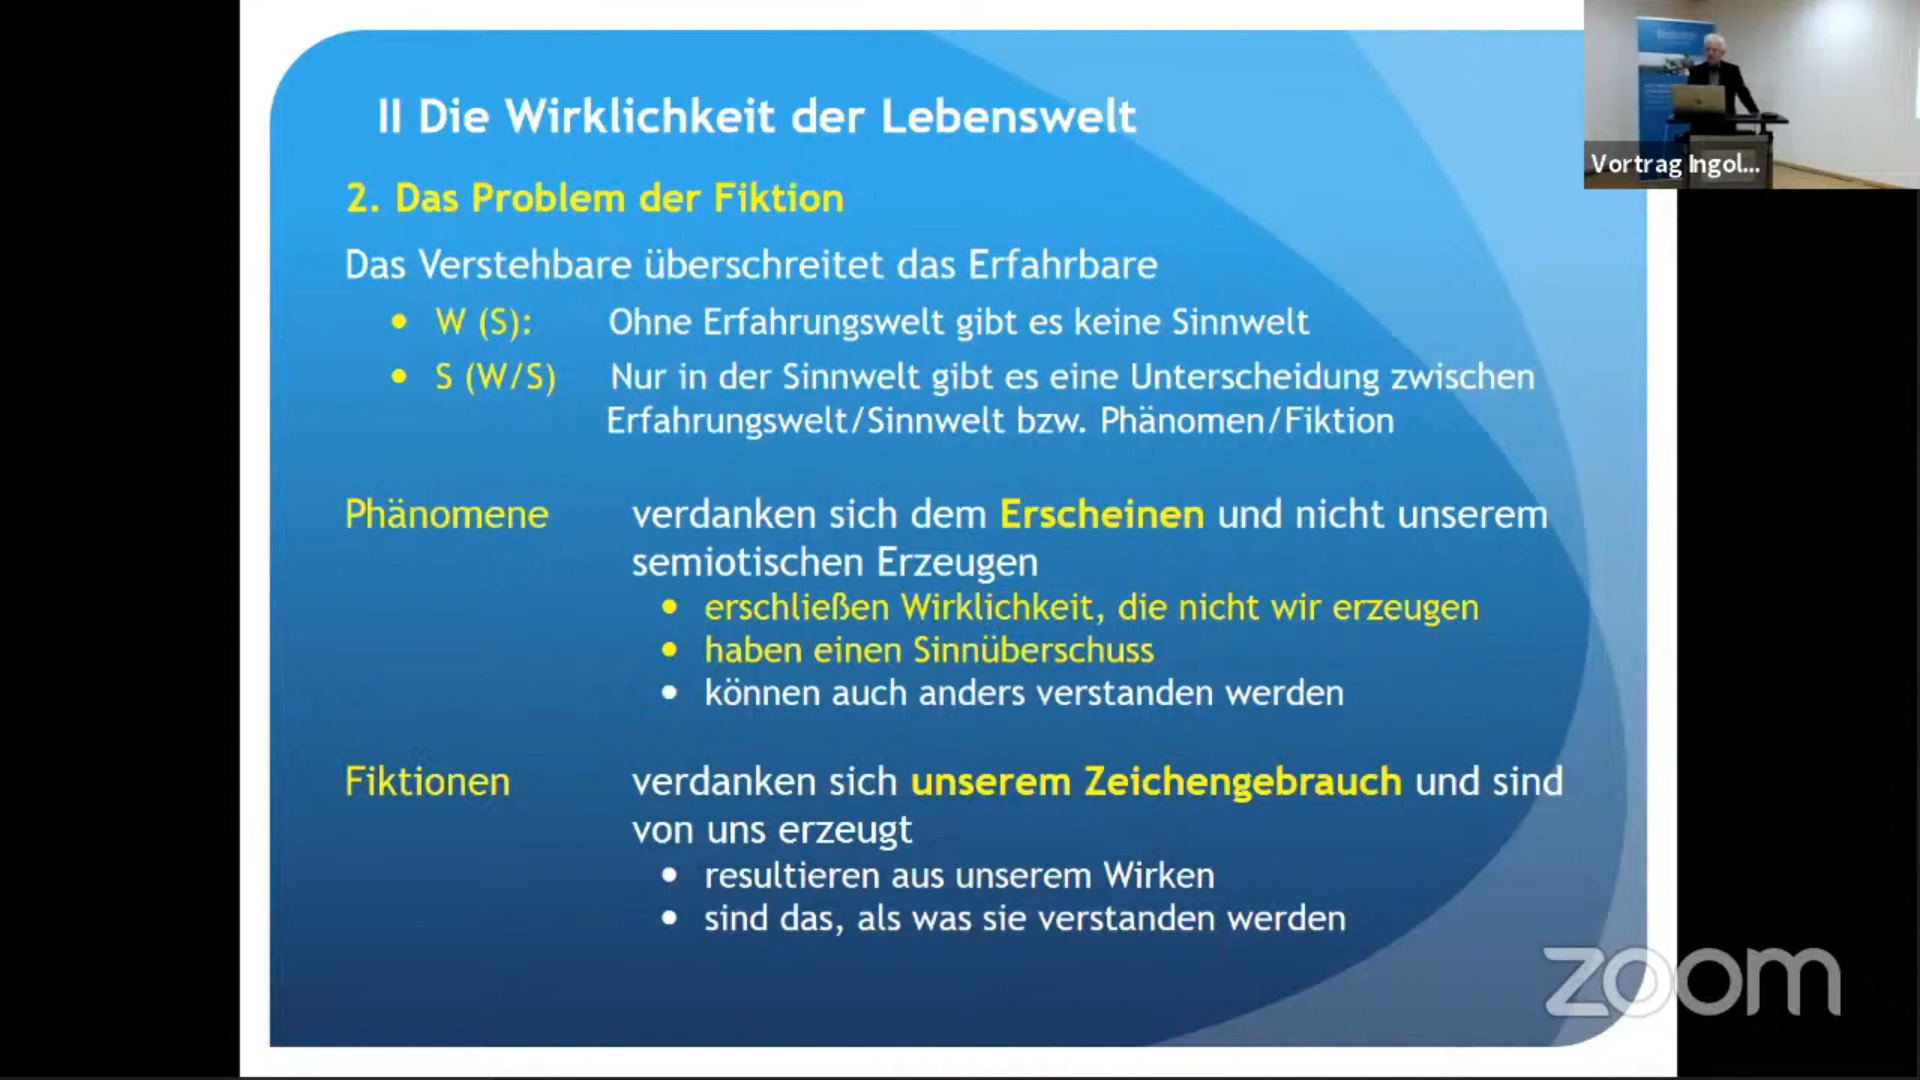 II Die Wirklichkeit der Lebenswelt
2. Das Problem der Fiktion
Das Verstehbare überschreitet das Erfahrbare
• W (S): Ohne Erfahrungswelt gibt es keine Sinnwelt
• S (W/S) Nur in der Sinnwelt gibt es eine Unterscheidung zwischen
Erfahrungswelt/Sinnwelt bzw. Phänomen/Fiktion
Phänomene verdanken sich dem Erscheinen und nicht unserem
semiotischen Erzeugen
• erschließen Wirklichkeit, die nicht wir erzeugen
• haben einen Sinnüberschuss
• können auch anders verstanden werden
Fiktionen verdanken sich unserem Zeichengebrauch und sind
von uns erzeugt
• resultieren aus unserem Wirken
• sind das, als was sie verstanden werden
Vortrag Ingol...
zoom